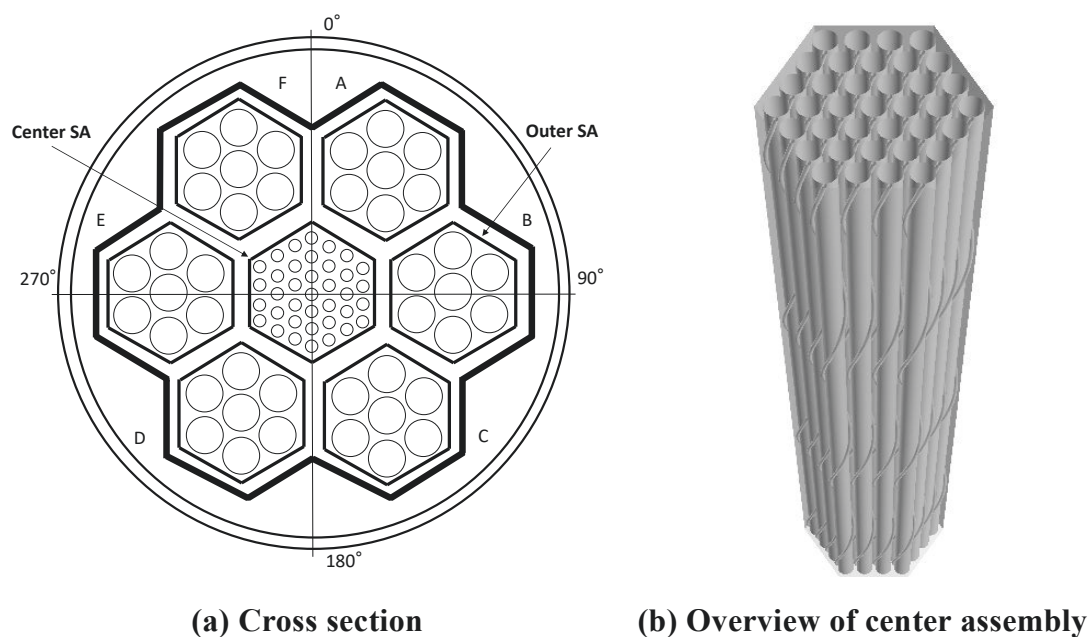 0°
F A
Center SA
Outer SA
E
B
270°
90°
D
C
180°
(a) Cross section
(b) Overview of center assembly